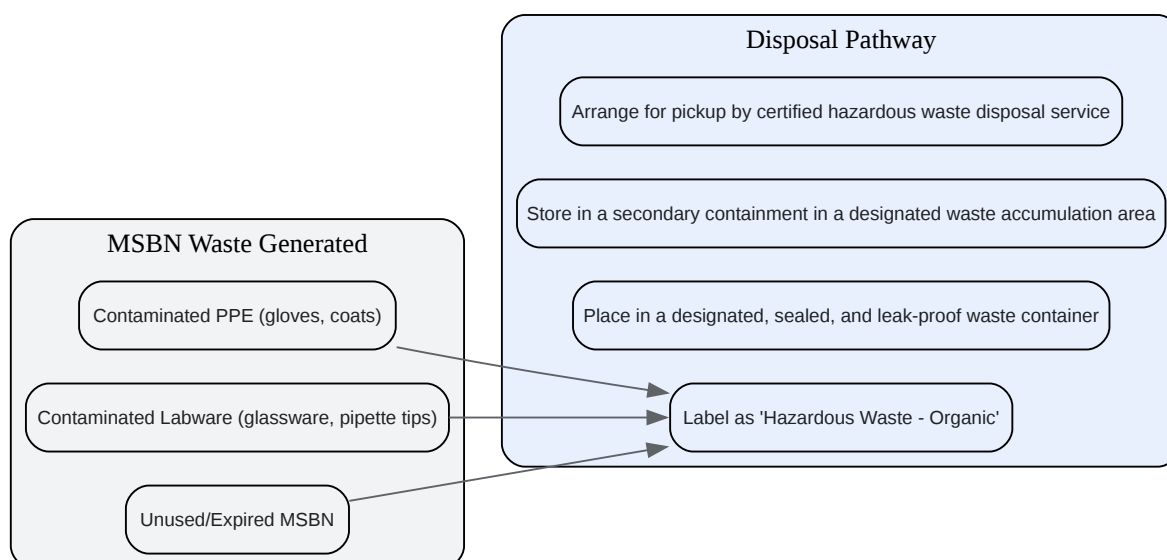 Disposal Pathway
Arrange for pickup by certified hazardous waste disposal service
Store in a secondary containment in a designated waste accumulation area
Place in a designated, sealed, and leak-proof waste container
Label as 'Hazardous Waste - Organic'
MSBN Waste Generated
Contaminated PPE (gloves, coats)
Contaminated Labware (glassware, pipette tips)
Unused/Expired MSBN